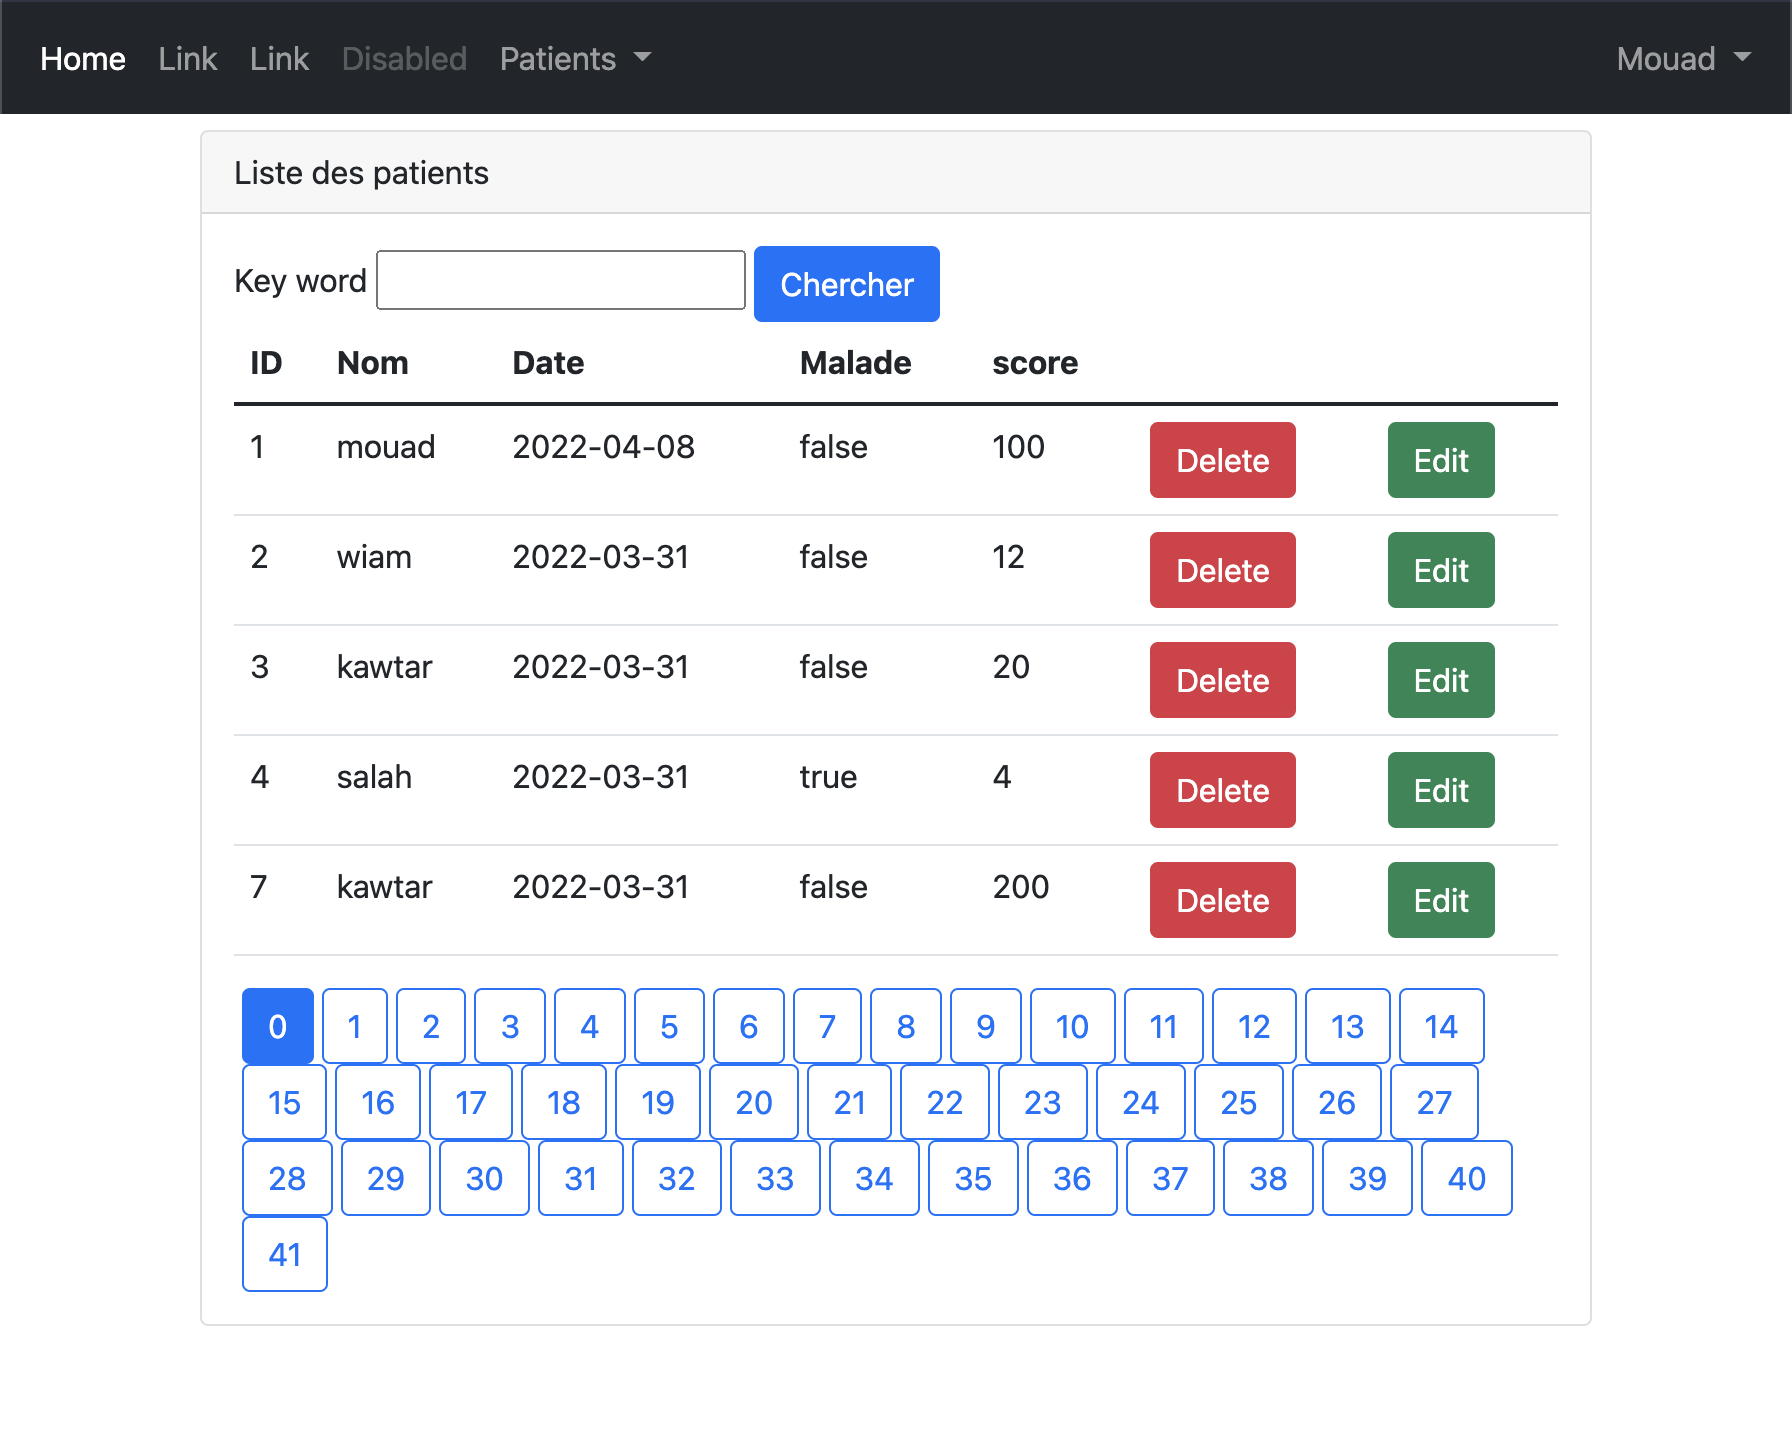 Home Link Link Disabled Patients Mouad
Liste des patients
Key word Chercher
ID Nom Date Malade score
1 mouad 2022-04-08 false 100 Delete Edit
2 wiam 2022-03-31 false 12 Delete Edit
3 kawtar 2022-03-31 false 20 Delete Edit
4 salah 2022-03-31 true 4 Delete Edit
7 kawtar 2022-03-31 false 200 Delete Edit
0 1 2 3 4 5 6 7 8 9 10 11 12 13 14
15 16 17 18 19 20 21 22 23 24 25 26 27
28 29 30 31 32 33 34 35 36 37 38 39 40
41